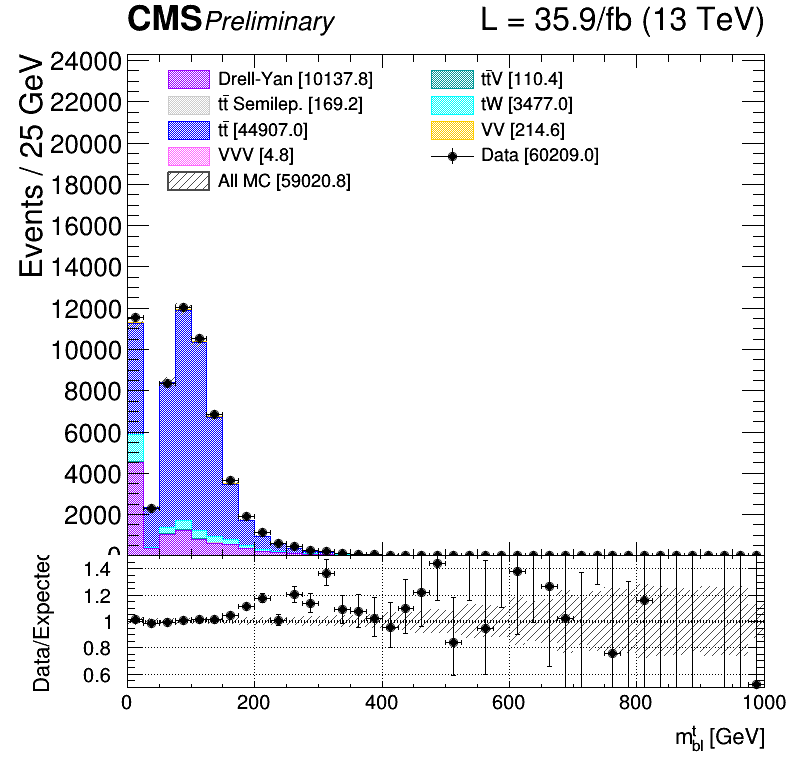 CMS Preliminary L = 35.9/fb (13 TeV)
Events / 25 GeV
24000
22000
20000
18000
16000
14000
12000
10000
8000
6000
4000
2000
0
Drell-Yan [10137.8]
tt̄ Semilep. [169.2]
tt̄ [44907.0]
VVV [4.8]
All MC [59020.8]
tt̄V [110.4]
tW [3477.0]
VV [214.6]
Data [60209.0]
Data/Expected
1.4
1.2
1
0.8
0.6
0 200 400 600 800 1000
m^t_bl [GeV]